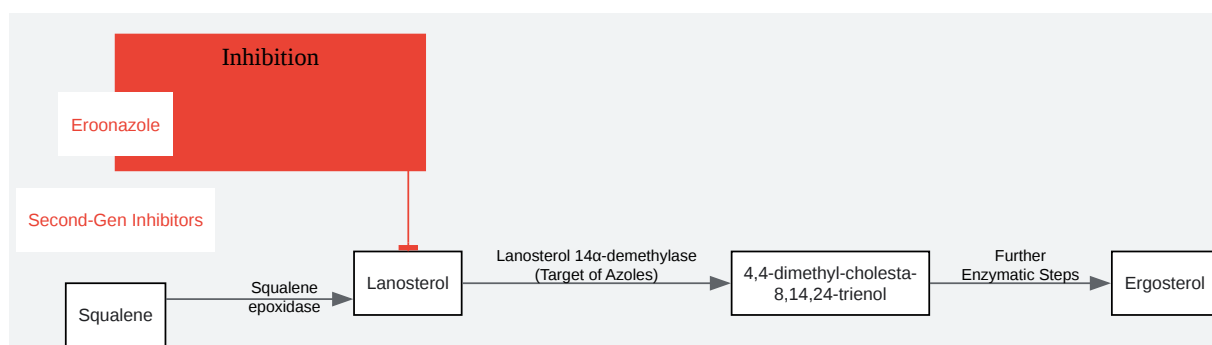 Inhibition
Eroonazole
Second-Gen Inhibitors
Squalene
Squalene
epoxidase
Lanosterol
Lanosterol 14α-demethylase
(Target of Azoles)
4,4-dimethyl-cholesta-
8,14,24-trienol
Further
Enzymatic Steps
Ergosterol